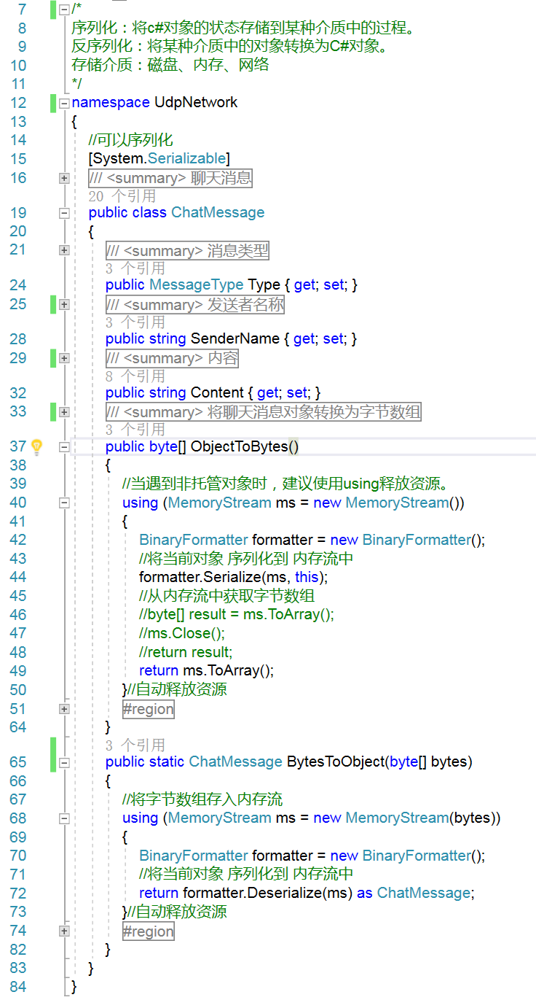 7 /*
8 序列化：将c#对象的状态存储到某种介质中的过程。
9 反序列化：将某种介质中的对象转换为C#对象。
10 存储介质：磁盘、内存、网络
11 */
12 namespace UdpNetwork
13 {
14 //可以序列化
15 [System.Serializable]
16 /// <summary> 聊天消息
20 个引用
19 public class ChatMessage
20 {
21 /// <summary> 消息类型
3 个引用
24 public MessageType Type { get; set; }
25 /// <summary> 发送者名称
3 个引用
28 public string SenderName { get; set; }
29 /// <summary> 内容
8 个引用
32 public string Content { get; set; }
33 /// <summary> 将聊天消息对象转换为字节数组
3 个引用
37 public byte[] ObjectToBytes()
38 {
39 //当遇到非托管对象时，建议使用using释放资源。
40 using (MemoryStream ms = new MemoryStream())
41 {
42 BinaryFormatter formatter = new BinaryFormatter();
43 //将当前对象 序列化到 内存流中
44 formatter.Serialize(ms, this);
45 //从内存流中获取字节数组
46 //byte[] result = ms.ToArray();
47 //ms.Close();
48 //return result;
49 return ms.ToArray();
50 }//自动释放资源
51 #region
64 }
3 个引用
65 public static ChatMessage BytesToObject(byte[] bytes)
66 {
67 //将字节数组存入内存流
68 using (MemoryStream ms = new MemoryStream(bytes))
69 {
70 BinaryFormatter formatter = new BinaryFormatter();
71 //将当前对象 序列化到 内存流中
72 return formatter.Deserialize(ms) as ChatMessage;
73 }//自动释放资源
74 #region
82 }
83 }
84 }